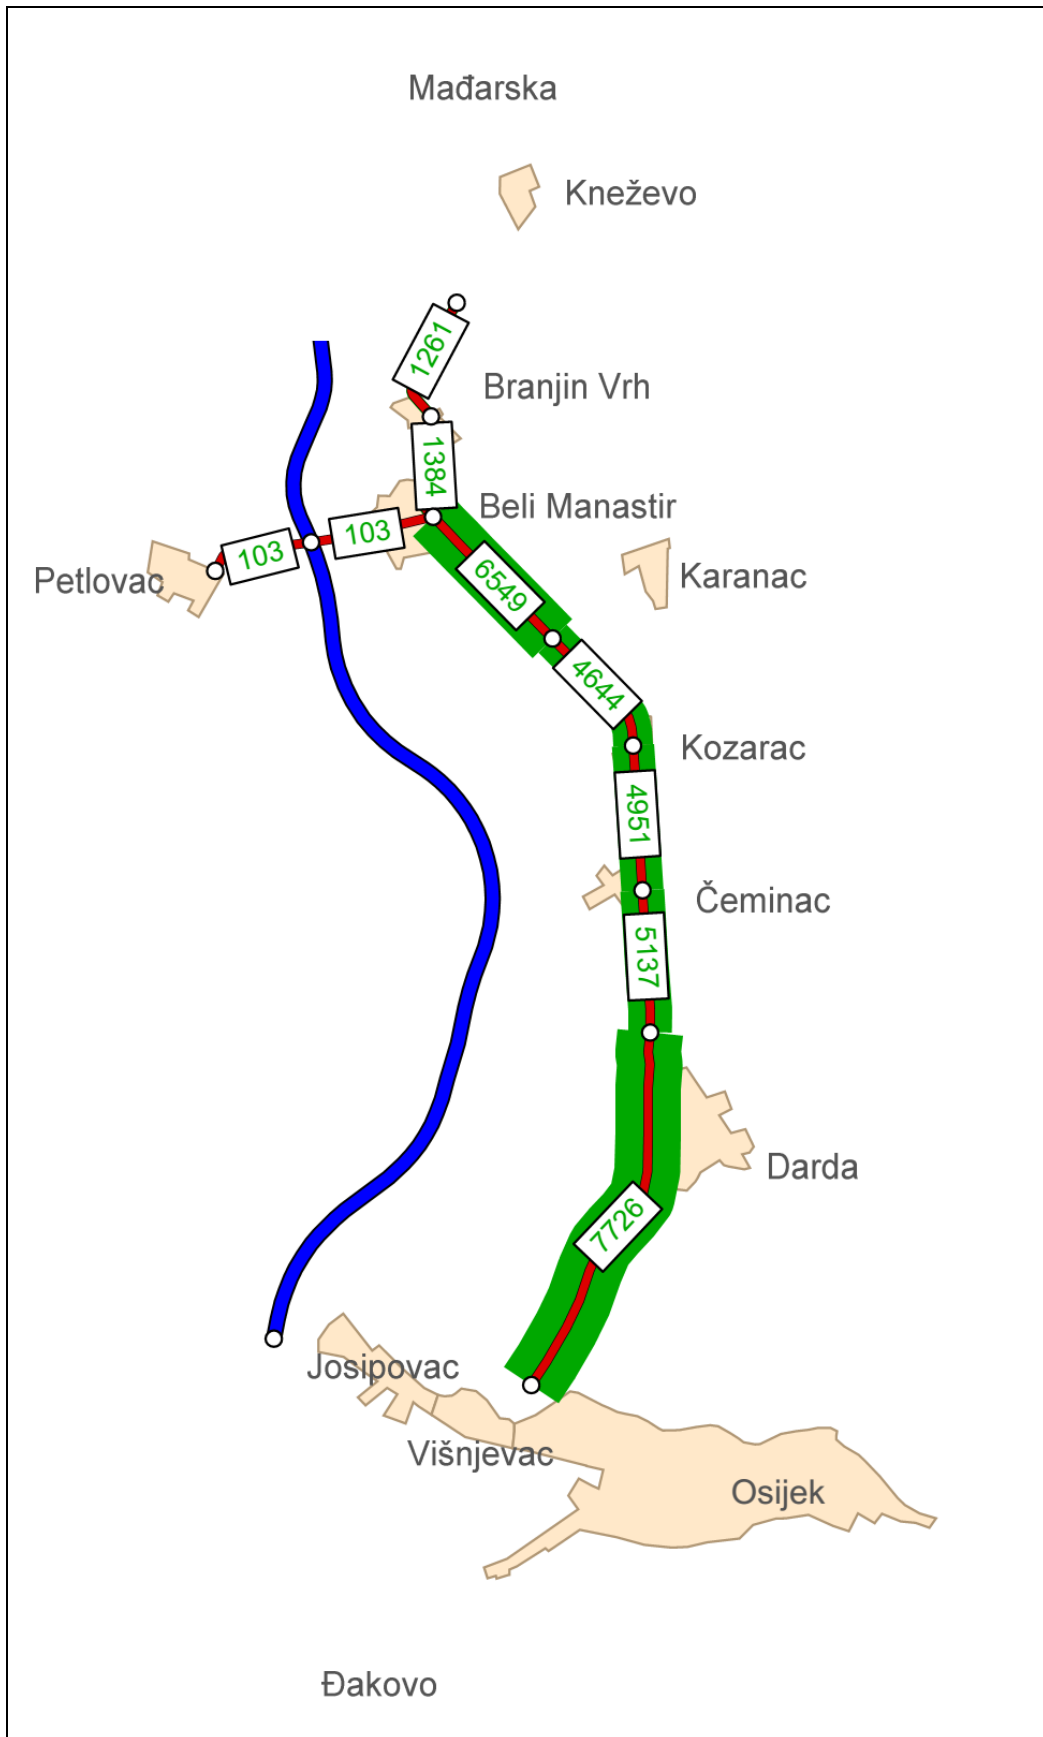 Mađarska
Kneževo
1261
Branjin Vrh
1384
Beli Manastir
103
103
Petlovac
6549
Karanac
4644
Kozarac
4951
Čeminac
5137
Darda
7726
Josipovac
Višnjevac
Osijek
Đakovo